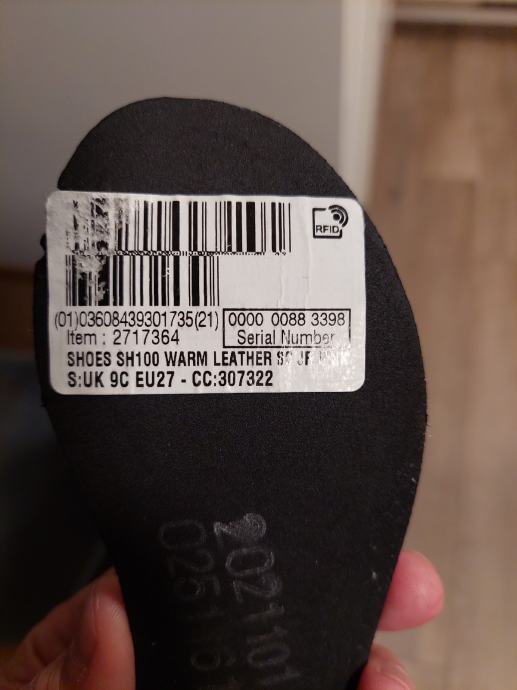 RFID
(01)03608439301735(21) 0000 0088 3398
Item : 2717364 Serial Number
SHOES SH100 WARM LEATHER
S:UK 9C EU27 - CC:307322
2021101